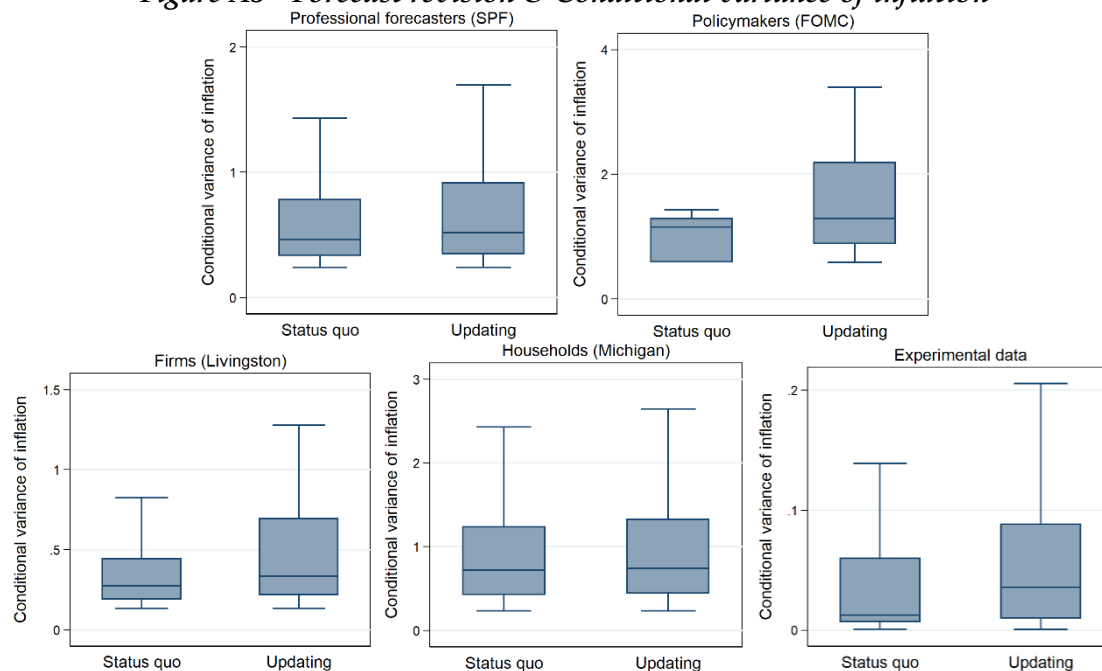 Professional forecasters (SPF)
Policymakers (FOMC)
Conditional variance of inflation
2
1
0
Status quo Updating
Conditional variance of inflation
4
2
0
Status quo Updating
Firms (Livingston)
Households (Michigan)
Experimental data
Conditional variance of inflation
1.5
1
.5
0
Status quo Updating
Conditional variance of inflation
3
2
1
0
Status quo Updating
Conditional variance of inflation
.2
.1
0
Status quo Updating